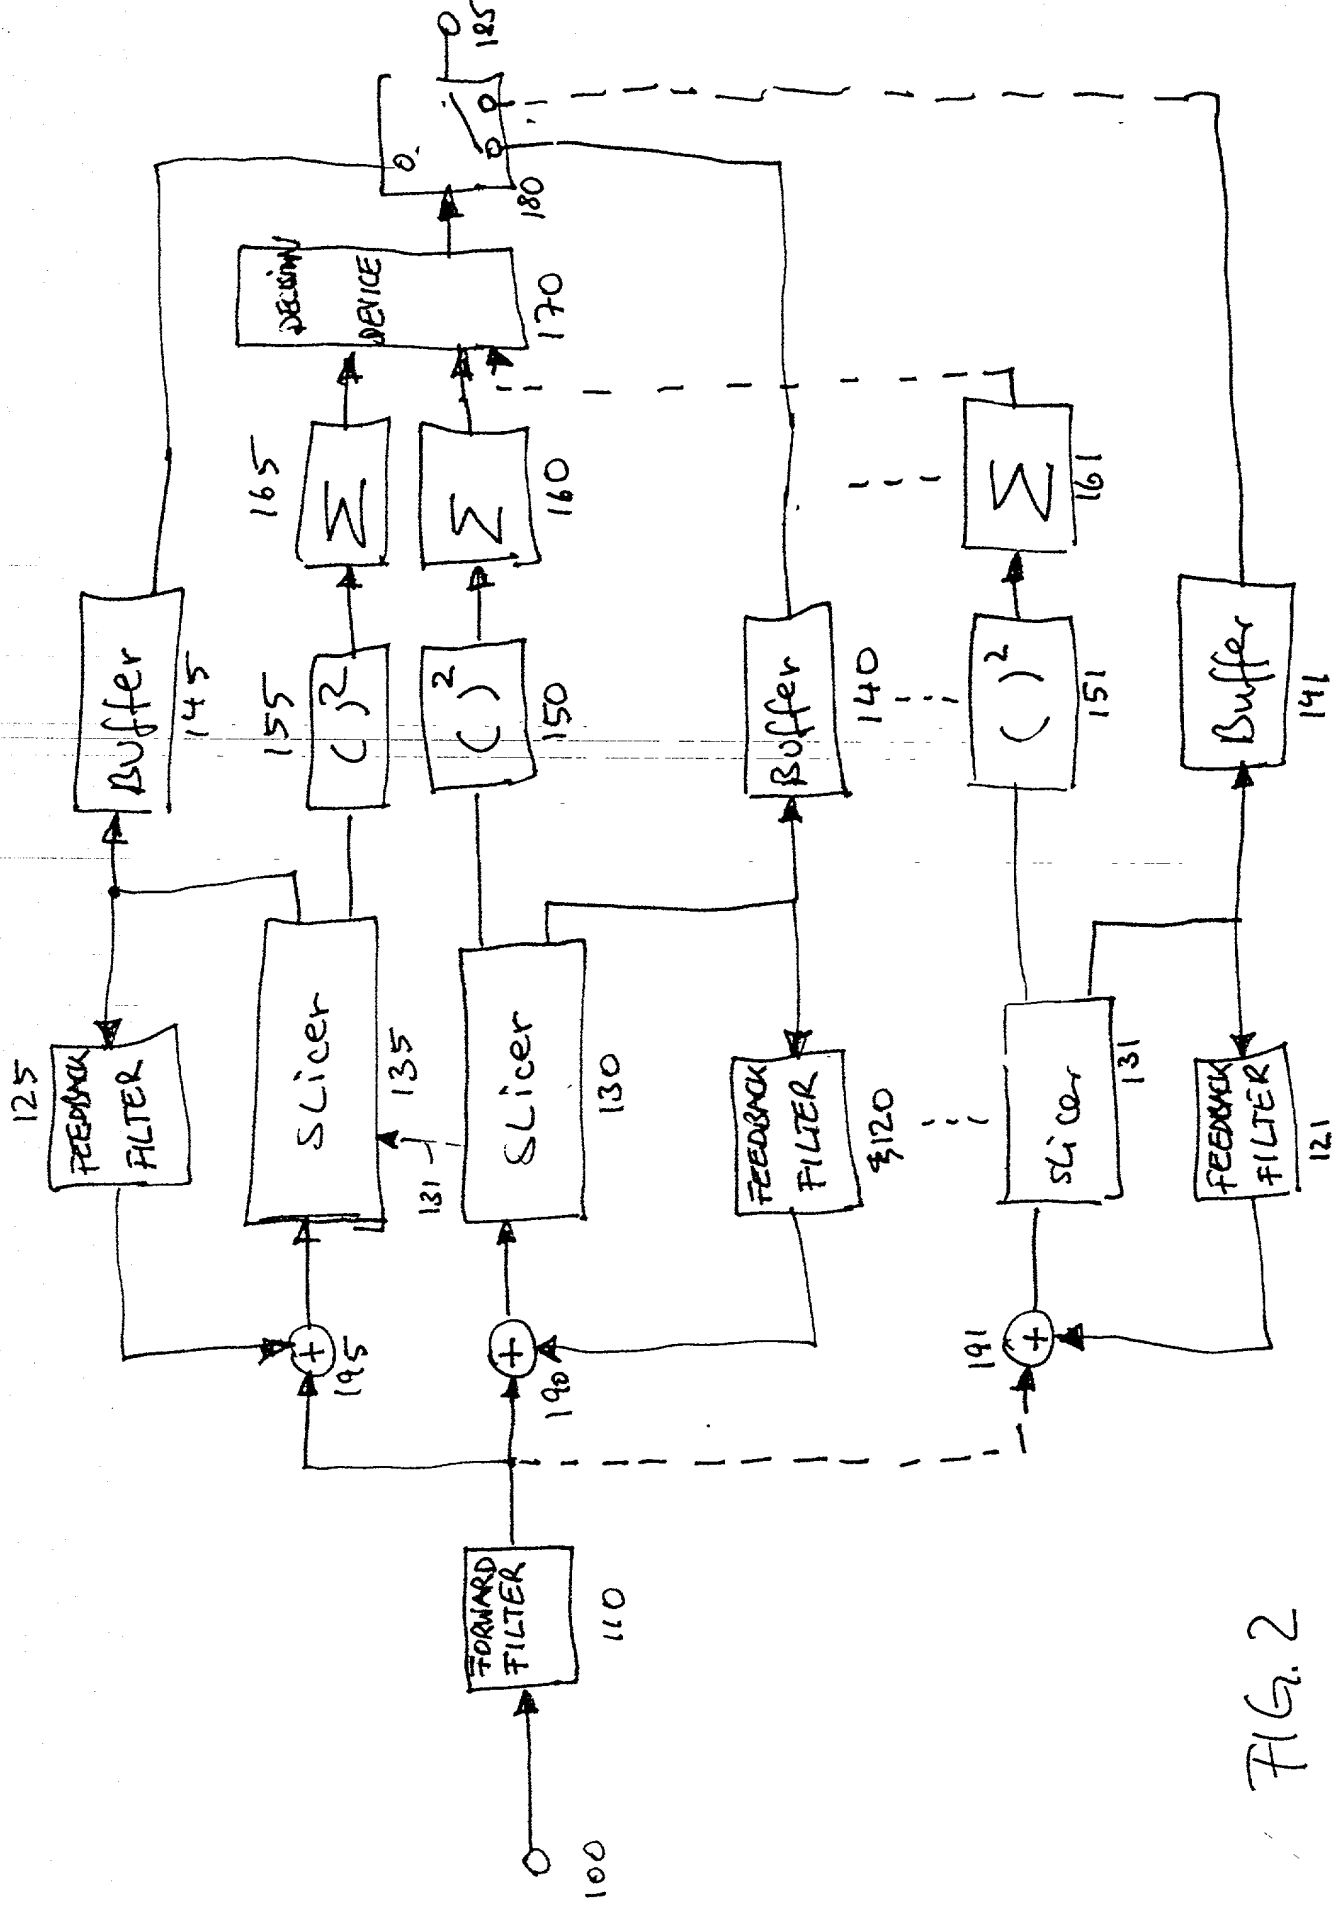 100
FORWARD
FILTER
110
195
190
191
FEEDBACK
FILTER
125
SLicer
135
131
SLicer
130
FEEDBACK
FILTER
120
SLicer
131
FEEDBACK
FILTER
121
Buffer
145
( )2
155
( )2
150
Buffer
140
( )2
151
Buffer
141
Σ
165
Σ
160
Σ
161
DECISION
DEVICE
170
180
185
FIG. 2